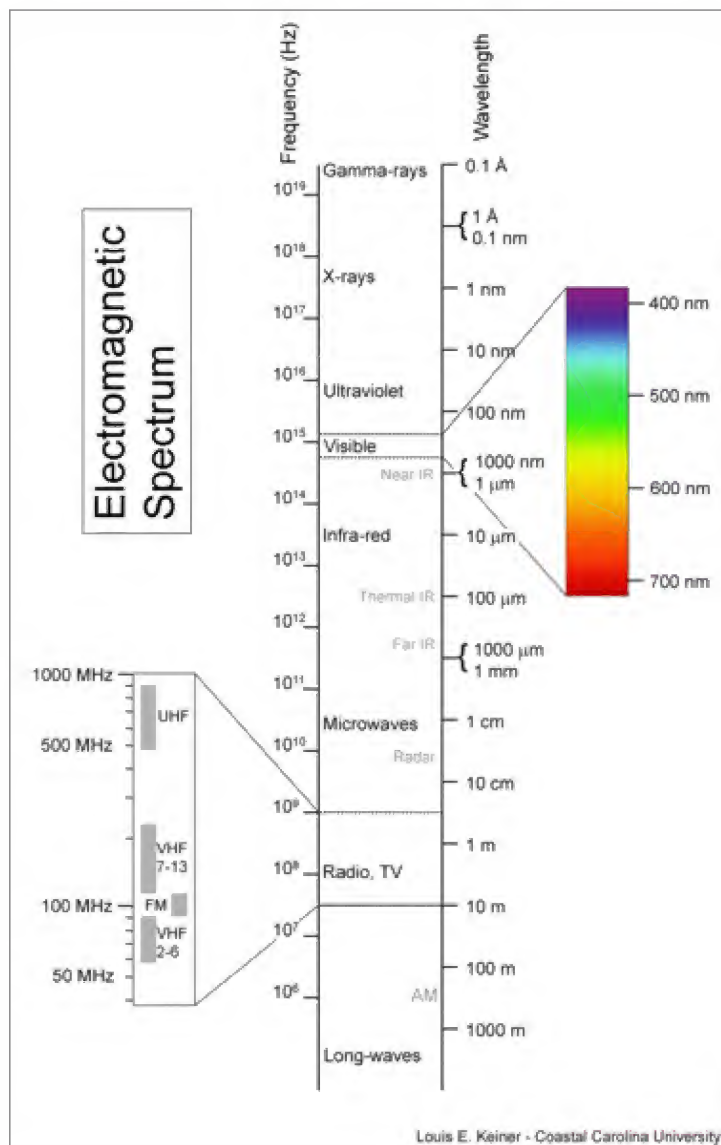 Electromagnetic
Spectrum
Frequency (Hz)
Wavelength
10¹⁹
10¹⁸
10¹⁷
10¹⁶
10¹⁵
10¹⁴
10¹³
10¹²
10¹¹
10¹⁰
10⁹
10⁸
10⁷
10⁶
Gamma-rays
X-rays
Ultraviolet
Visible
Near IR
Infra-red
Thermal IR
Far IR
Microwaves
Radar
Radio, TV
AM
Long-waves
0.1 Å
1 Å
0.1 nm
1 nm
10 nm
100 nm
1000 nm
1 μm
10 μm
100 μm
1000 μm
1 mm
1 cm
10 cm
1 m
10 m
100 m
1000 m
400 nm
500 nm
600 nm
700 nm
1000 MHz
500 MHz
100 MHz
50 MHz
UHF
VHF
7-13
FM
VHF
2-6
Louis E. Keiner - Coastal Carolina University